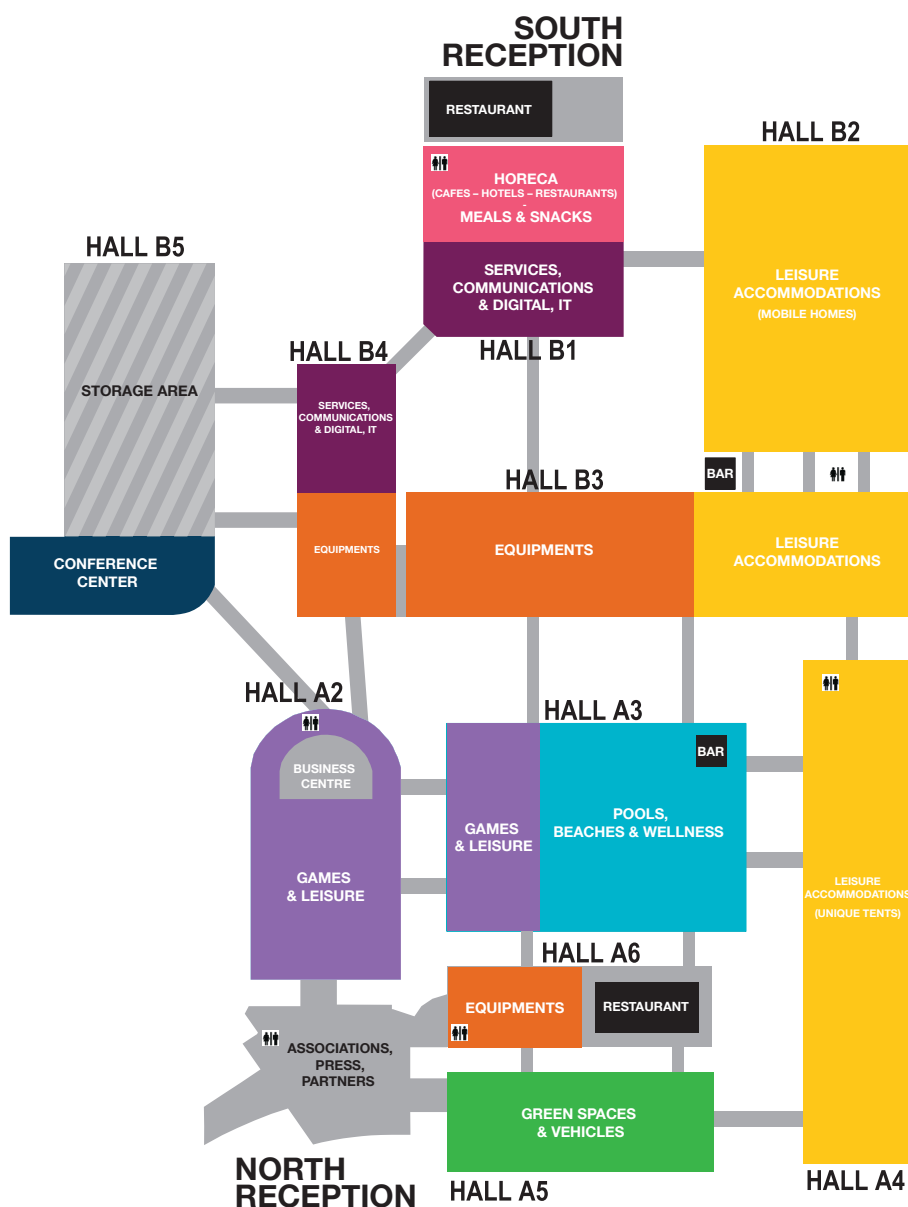 SOUTH
RECEPTION
RESTAURANT
HALL B2
HORECA
(CAFES – HOTELS – RESTAURANTS)
-
MEALS & SNACKS
HALL B5
SERVICES,
COMMUNICATIONS
& DIGITAL, IT
LEISURE
ACCOMMODATIONS
(MOBILE HOMES)
HALL B4
HALL B1
STORAGE AREA
SERVICES,
COMMUNICATIONS
& DIGITAL, IT
BAR
HALL B3
EQUIPMENTS
EQUIPMENTS
LEISURE
ACCOMMODATIONS
CONFERENCE
CENTER
HALL A2
HALL A3
BAR
BUSINESS
CENTRE
GAMES
& LEISURE
POOLS,
BEACHES & WELLNESS
GAMES
& LEISURE
LEISURE
ACCOMMODATIONS
(UNIQUE TENTS)
HALL A6
EQUIPMENTS
RESTAURANT
ASSOCIATIONS,
PRESS,
PARTNERS
GREEN SPACES
& VEHICLES
NORTH
RECEPTION
HALL A5
HALL A4